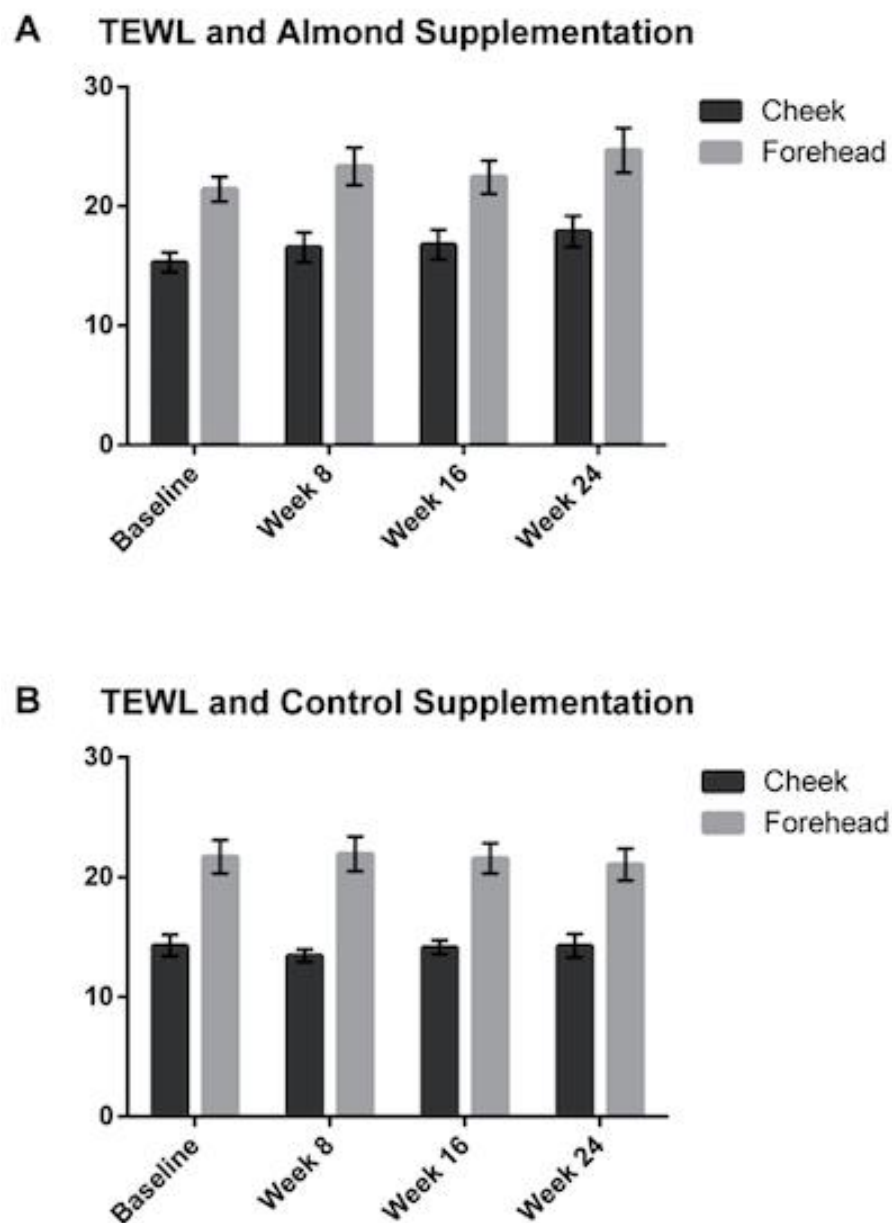 A TEWL and Almond Supplementation
30
20
10
0
Cheek
Forehead
Baseline
Week 8
Week 16
Week 24
B TEWL and Control Supplementation
30
20
10
0
Cheek
Forehead
Baseline
Week 8
Week 16
Week 24